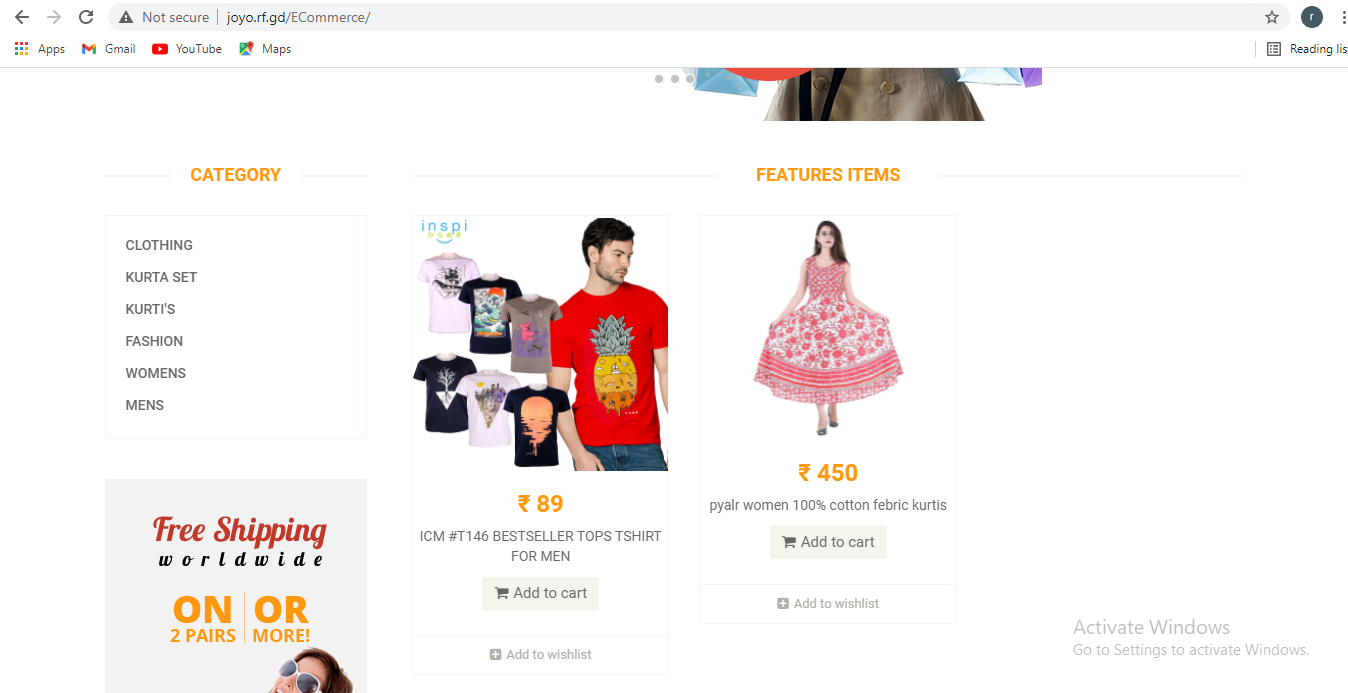 Not secure
joyo.rf.gd/ECommerce/
r
Apps
Gmail
YouTube
Maps
Reading lis
CATEGORY
FEATURES ITEMS
CLOTHING
KURTA SET
KURTI'S
FASHION
WOMENS
MENS
Free Shipping
worldwide
ON OR
2 PAIRS MORE!
inspi
₹ 89
ICM #T146 BESTSELLER TOPS TSHIRT
FOR MEN
Add to cart
Add to wishlist
₹ 450
pyalr women 100% cotton febric kurtis
Add to cart
Add to wishlist
Activate Windows
Go to Settings to activate Windows.